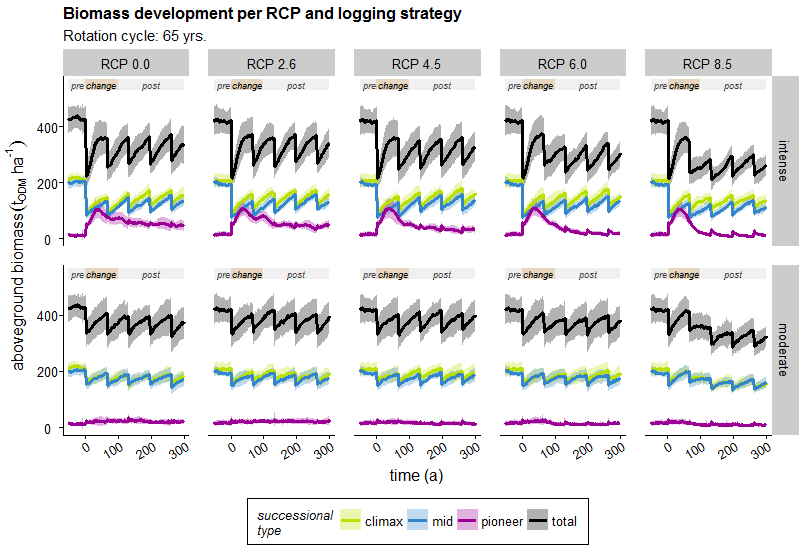 Biomass development per RCP and logging strategy
Rotation cycle: 65 yrs.
RCP 0.0 RCP 2.6 RCP 4.5 RCP 6.0 RCP 8.5
pre change post pre change post pre change post pre change post pre change post
400
200
0
intense
aboveground biomass (t_ODM ha^-1)
pre change post pre change post pre change post pre change post pre change post
400
200
0
moderate
0 100 200 300 0 100 200 300 0 100 200 300 0 100 200 300 0 100 200 300
time (a)
successional
type
climax mid pioneer total